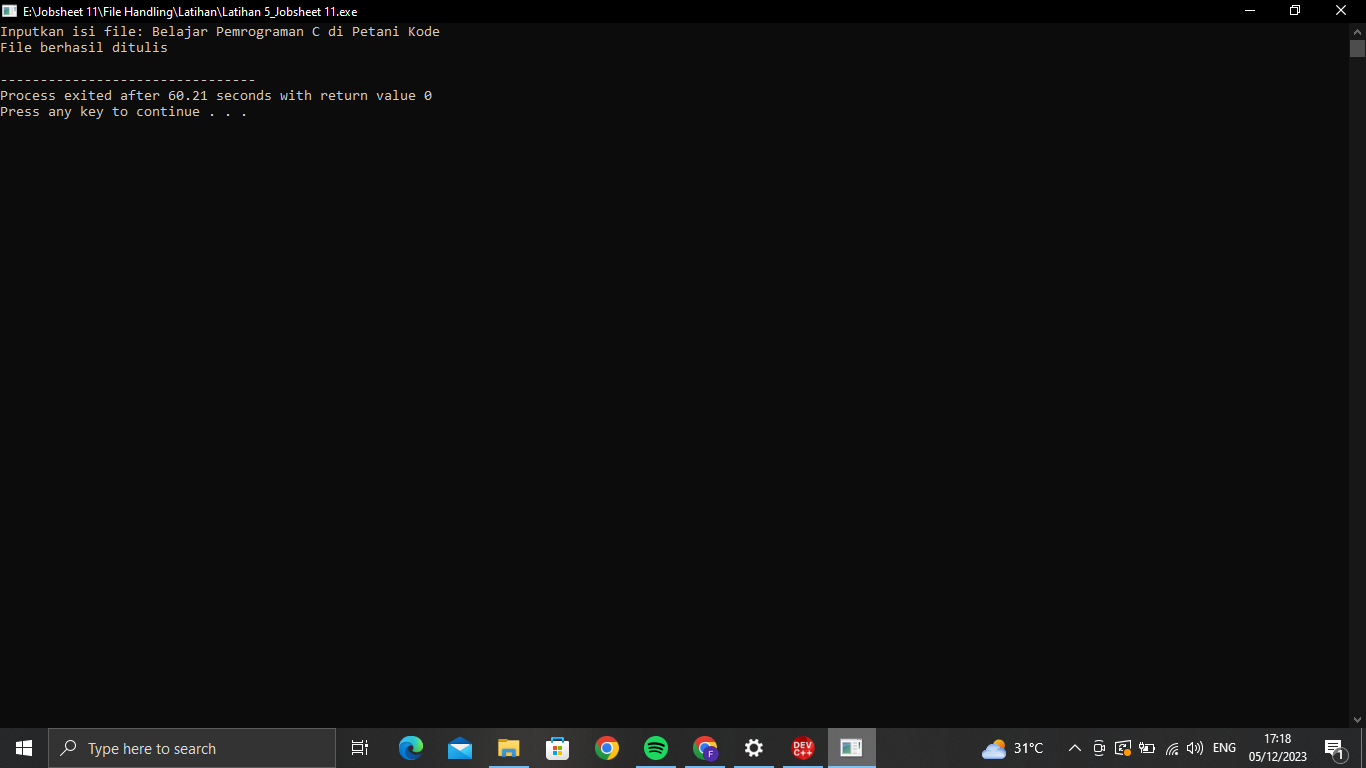 E:\Jobsheet 11\File Handling\Latihan\Latihan 5_Jobsheet 11.exe
Inputkan isi file: Belajar Pemrograman C di Petani Kode
File berhasil ditulis
--------------------------------
Process exited after 60.21 seconds with return value 0
Press any key to continue . . .
Type here to search
DEV
C++
F
31°C
ENG
17:18
05/12/2023
1